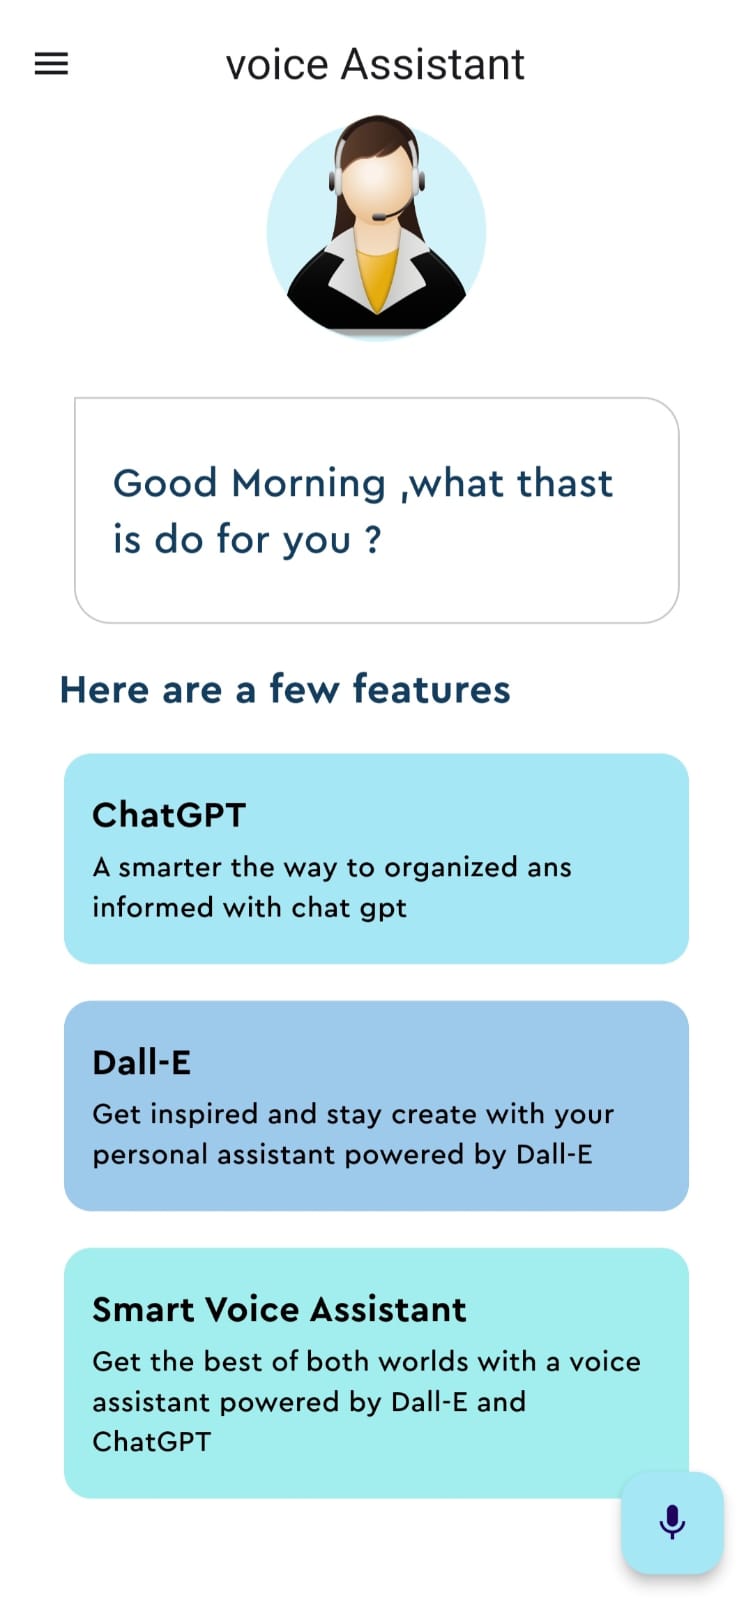 voice Assistant
Good Morning ,what thast
is do for you ?
Here are a few features
ChatGPT
A smarter the way to organized ans
informed with chat gpt
Dall-E
Get inspired and stay create with your
personal assistant powered by Dall-E
Smart Voice Assistant
Get the best of both worlds with a voice
assistant powered by Dall-E and
ChatGPT